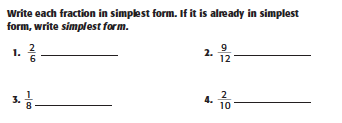 Write each fraction in simplest form. If it is already in simplest
form, write simplest form.
1. 2/6
2. 9/12
3. 1/8
4. 2/10